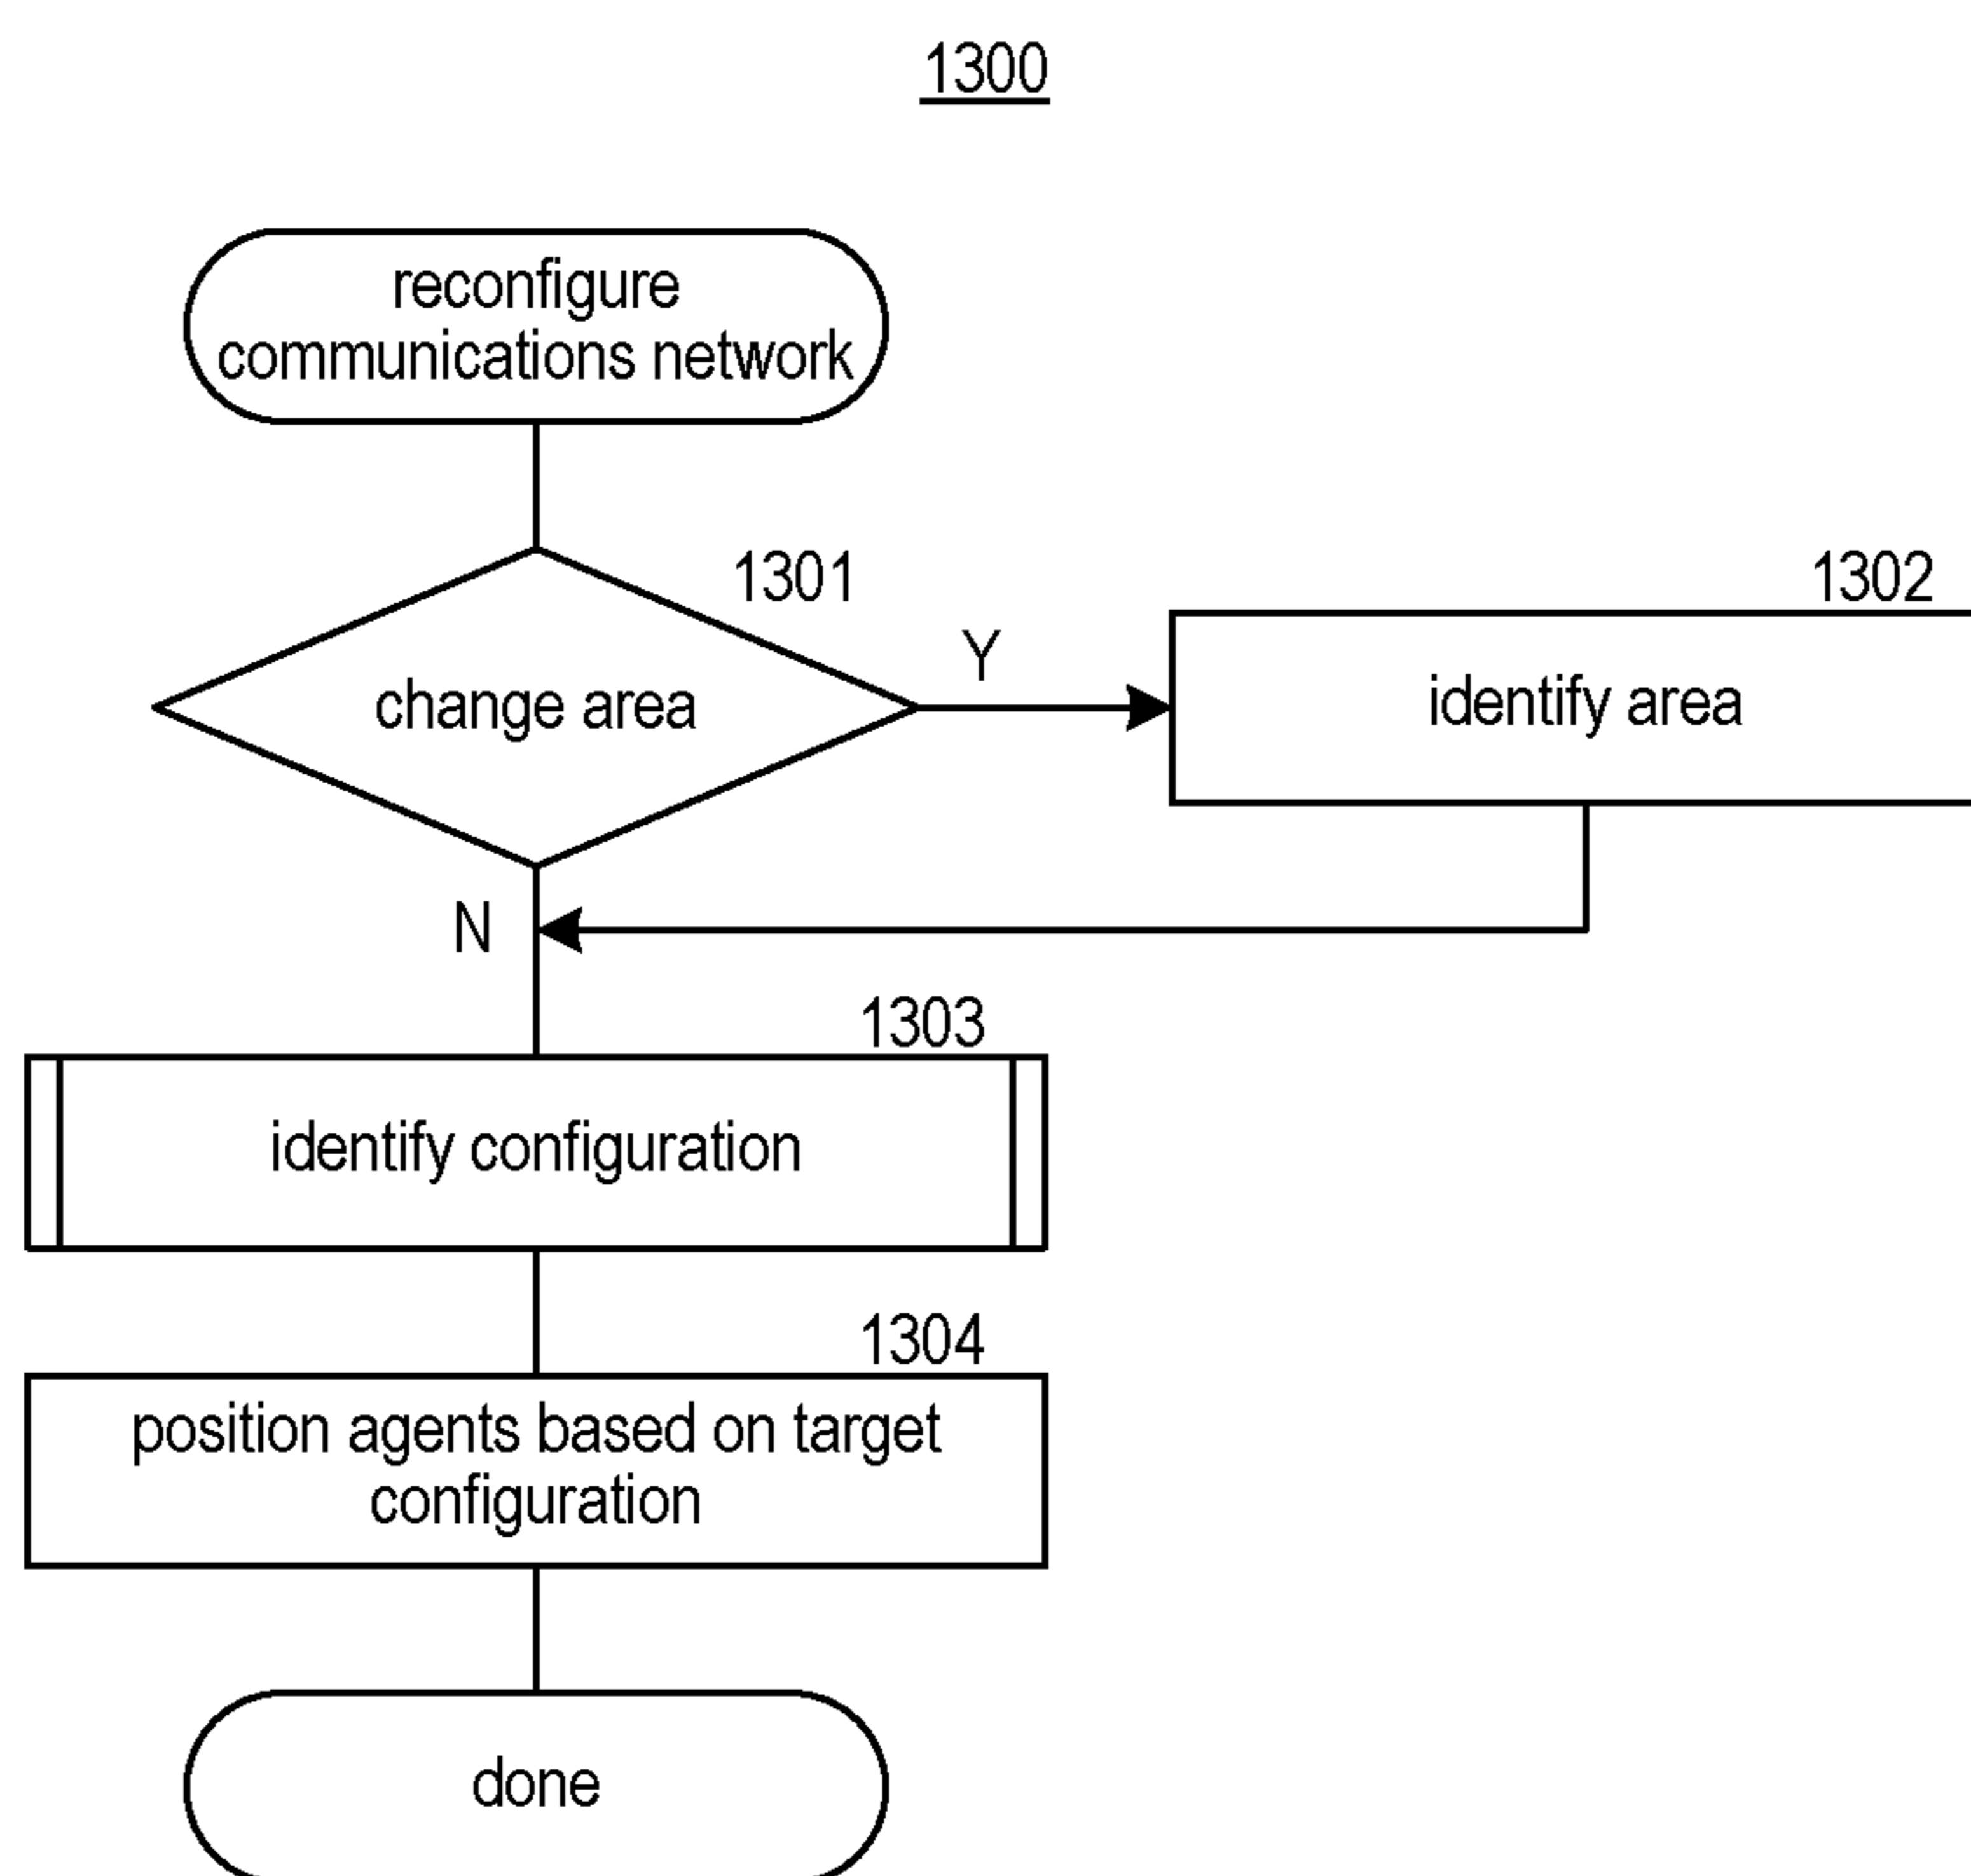 1300
reconfigure
communications network
1301
change area
Y
1302
identify area
N
1303
identify configuration
1304
position agents based on target
configuration
done